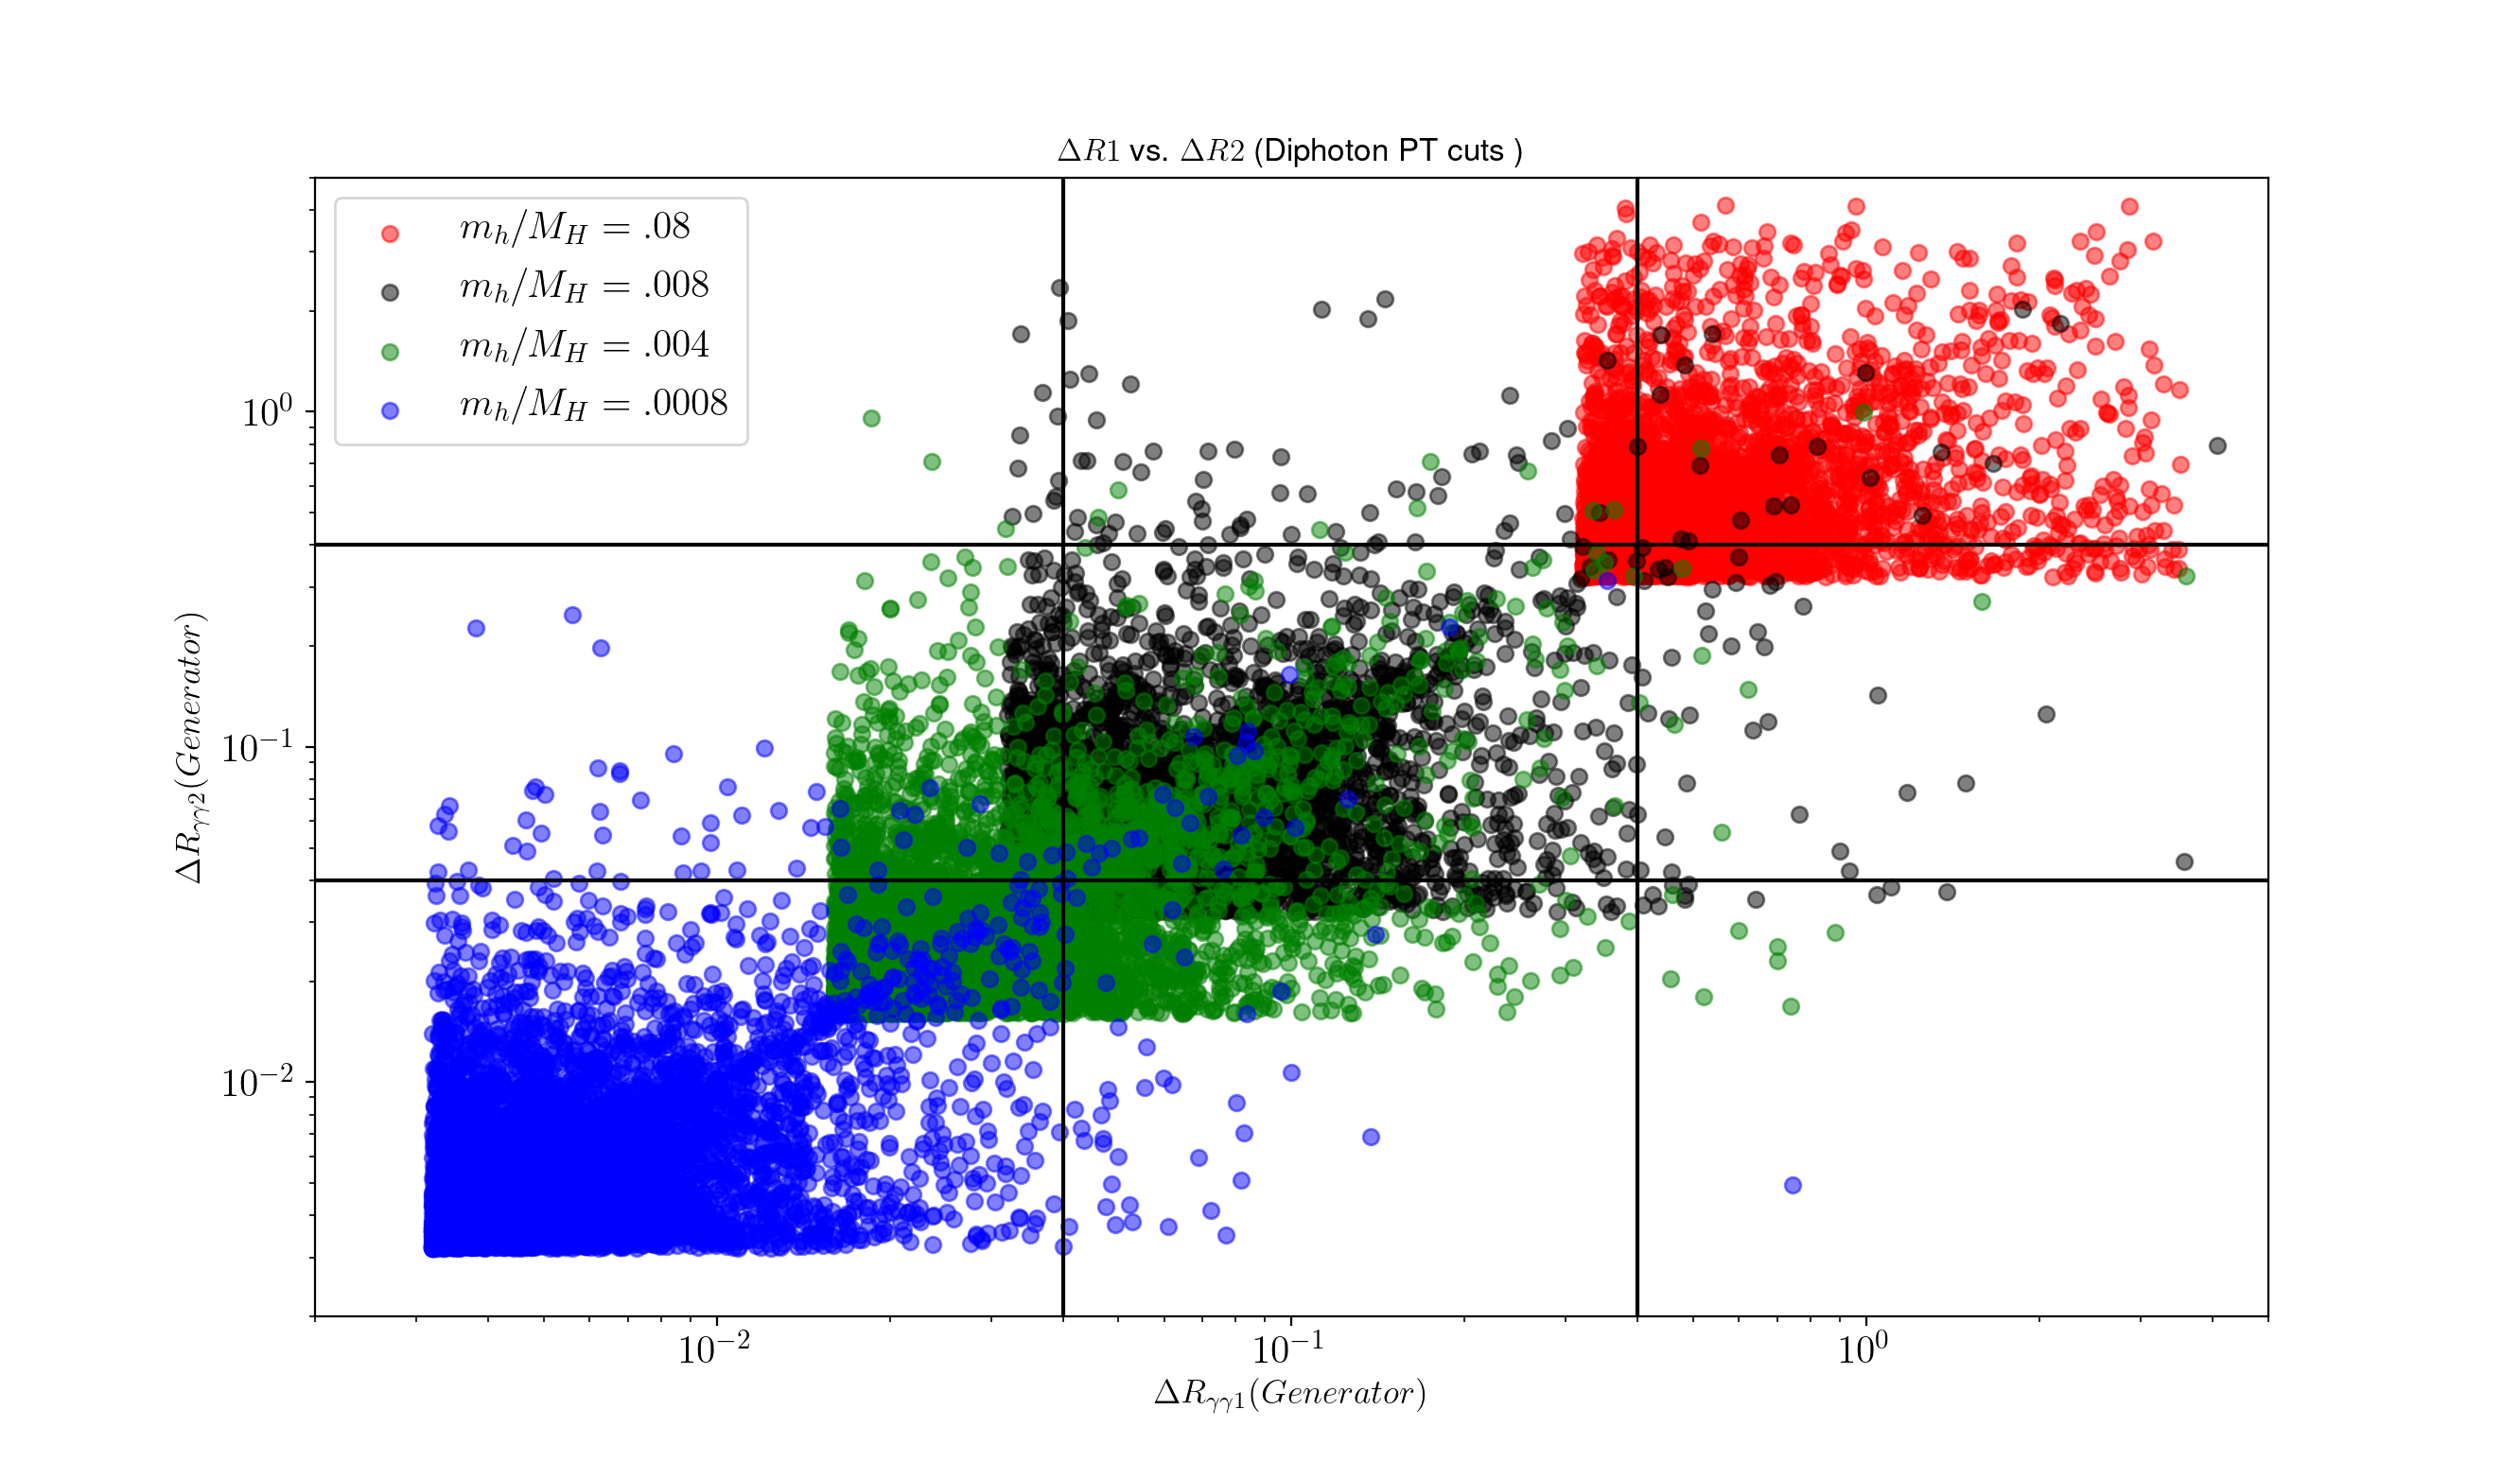 ΔR1 vs. ΔR2 (Diphoton PT cuts )
m_h/M_H = .08
m_h/M_H = .008
m_h/M_H = .004
m_h/M_H = .0008
10^0
10^-1
10^-2
ΔR_γγ2(Generator)
10^-2 10^-1 10^0
ΔR_γγ1(Generator)